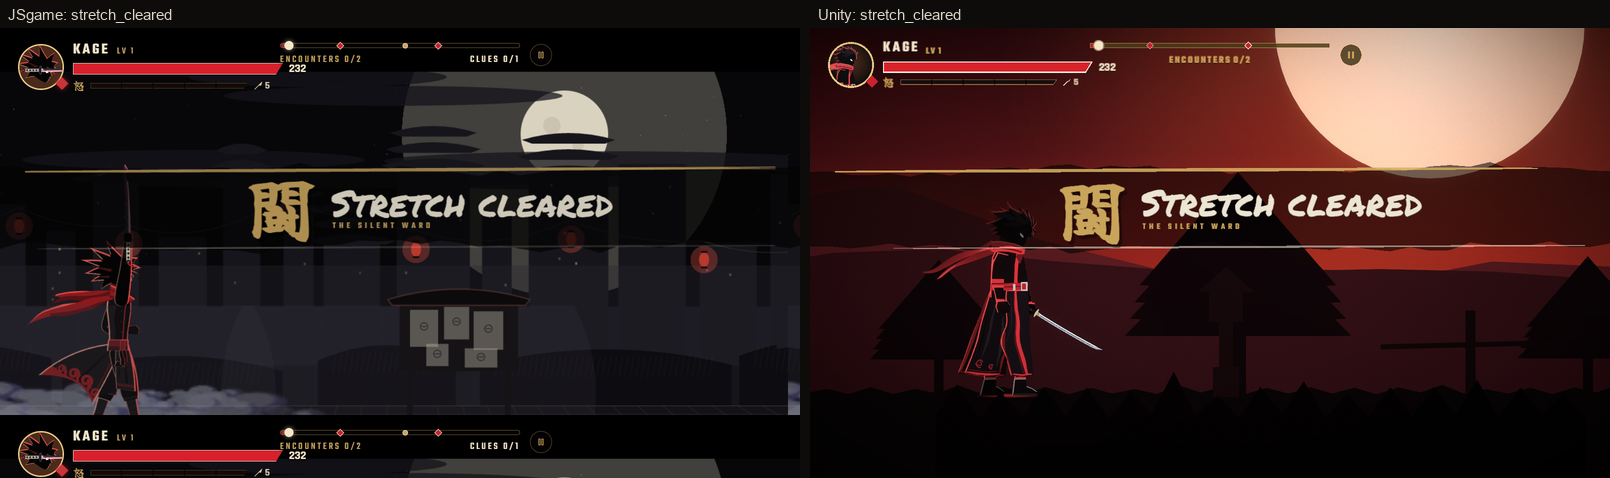 JSgame: stretch_cleared
KAGE LV 1
232
5
ENCOUNTERS 0/2
CLUES 0/1
STRETCH CLEARED
THE SILENT WARD
KAGE LV 1
232
5
ENCOUNTERS 0/2
CLUES 0/1
Unity: stretch_cleared
KAGE LV 1
232
5
ENCOUNTERS 0/2
STRETCH CLEARED
THE SILENT WARD